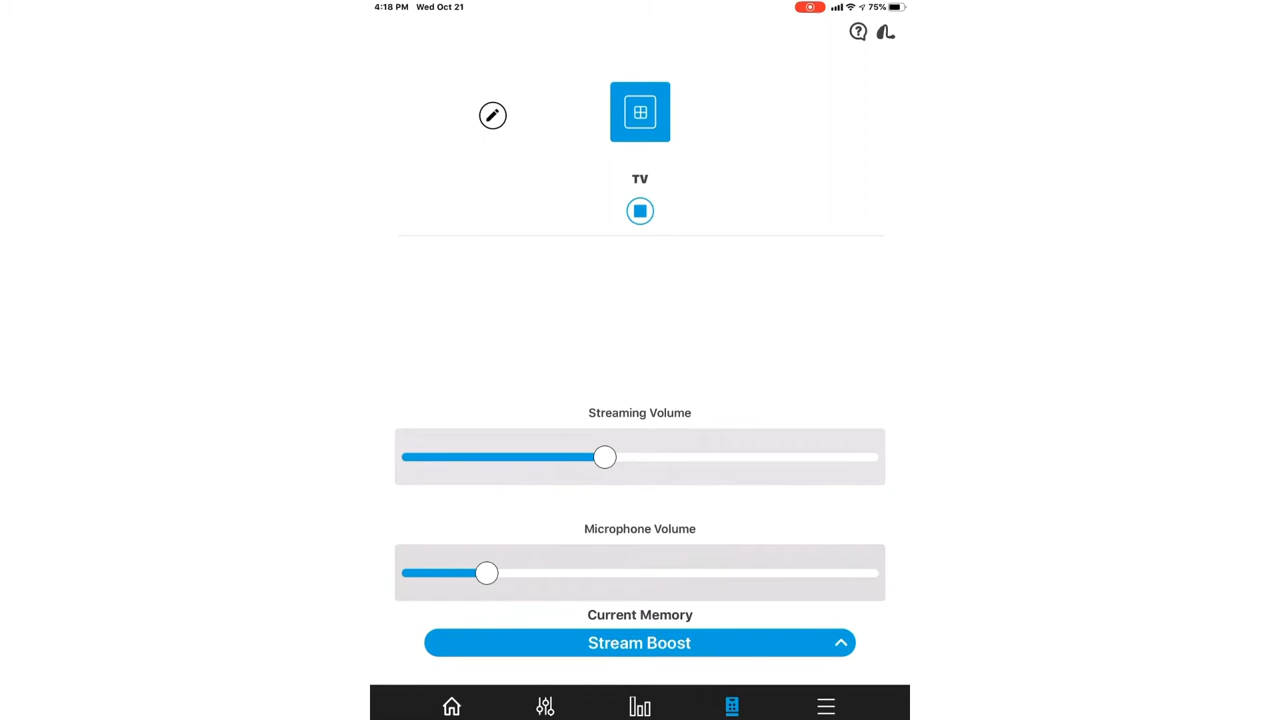 4:18 PM Wed Oct 21 75%
TV
Streaming Volume
Microphone Volume
Current Memory
Stream Boost